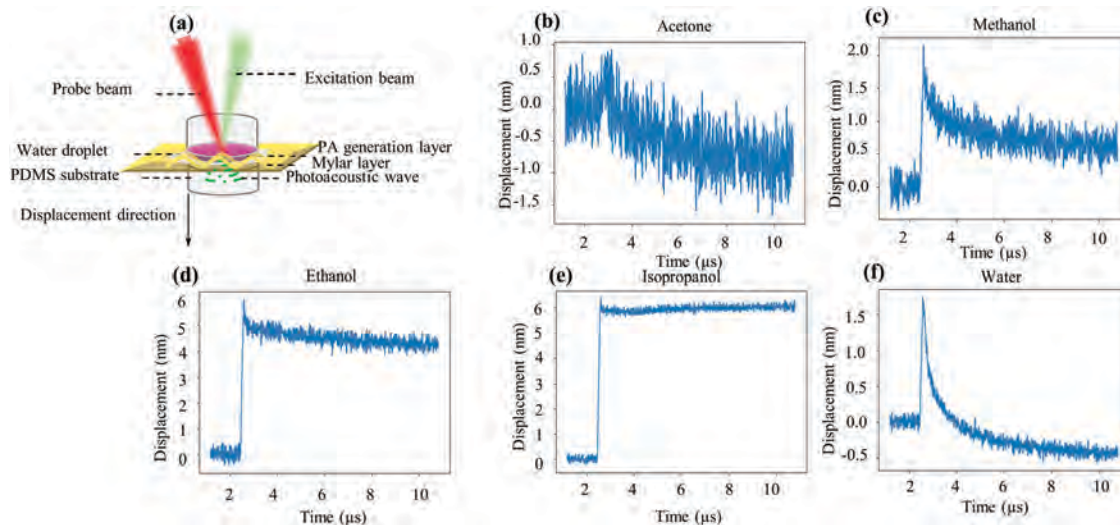 (a)
Probe beam
Excitation beam
Water droplet
PA generation layer
Mylar layer
PDMS substrate
Photoacoustic wave
Displacement direction
(b)
Acetone
Displacement (nm)
1.0
0.5
0.0
-0.5
-1.0
-1.5
2 4 6 8 10
Time (µs)
(c)
Methanol
Displacement (nm)
2.0
1.5
1.0
0.5
0.0
2 4 6 8 10
Time (µs)
(d)
Ethanol
Displacement (nm)
6
5
4
3
2
1
0
2 4 6 8 10
Time (µs)
(e)
Isopropanol
Displacement (nm)
6
5
4
3
2
1
0
2 4 6 8 10
Time (µs)
(f)
Water
Displacement (nm)
1.5
1.0
0.5
0.0
-0.5
2 4 6 8 10
Time (µs)